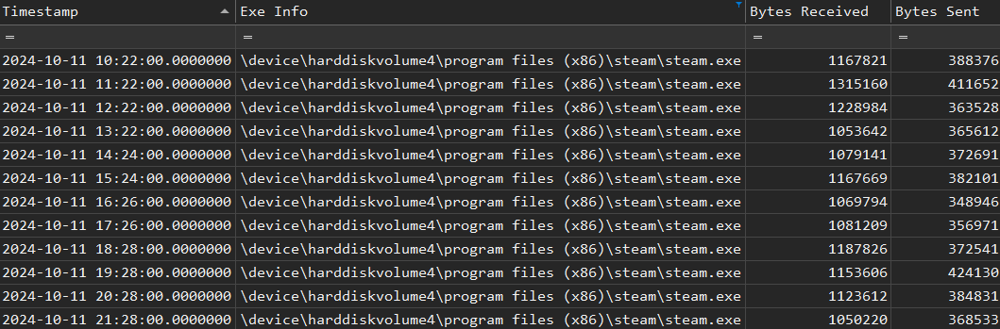 Timestamp Exe Info Bytes Received Bytes Sent
= = = =
2024-10-11 10:22:00.0000000 \device\harddiskvolume4\program files (x86)\steam\steam.exe 1167821 388376
2024-10-11 11:22:00.0000000 \device\harddiskvolume4\program files (x86)\steam\steam.exe 1315160 411652
2024-10-11 12:22:00.0000000 \device\harddiskvolume4\program files (x86)\steam\steam.exe 1228984 363528
2024-10-11 13:22:00.0000000 \device\harddiskvolume4\program files (x86)\steam\steam.exe 1053642 365612
2024-10-11 14:24:00.0000000 \device\harddiskvolume4\program files (x86)\steam\steam.exe 1079141 372691
2024-10-11 15:24:00.0000000 \device\harddiskvolume4\program files (x86)\steam\steam.exe 1167669 382101
2024-10-11 16:26:00.0000000 \device\harddiskvolume4\program files (x86)\steam\steam.exe 1069794 348946
2024-10-11 17:26:00.0000000 \device\harddiskvolume4\program files (x86)\steam\steam.exe 1081209 356971
2024-10-11 18:28:00.0000000 \device\harddiskvolume4\program files (x86)\steam\steam.exe 1187826 372541
2024-10-11 19:28:00.0000000 \device\harddiskvolume4\program files (x86)\steam\steam.exe 1153606 424130
2024-10-11 20:28:00.0000000 \device\harddiskvolume4\program files (x86)\steam\steam.exe 1123612 384831
2024-10-11 21:28:00.0000000 \device\harddiskvolume4\program files (x86)\steam\steam.exe 1050220 368533